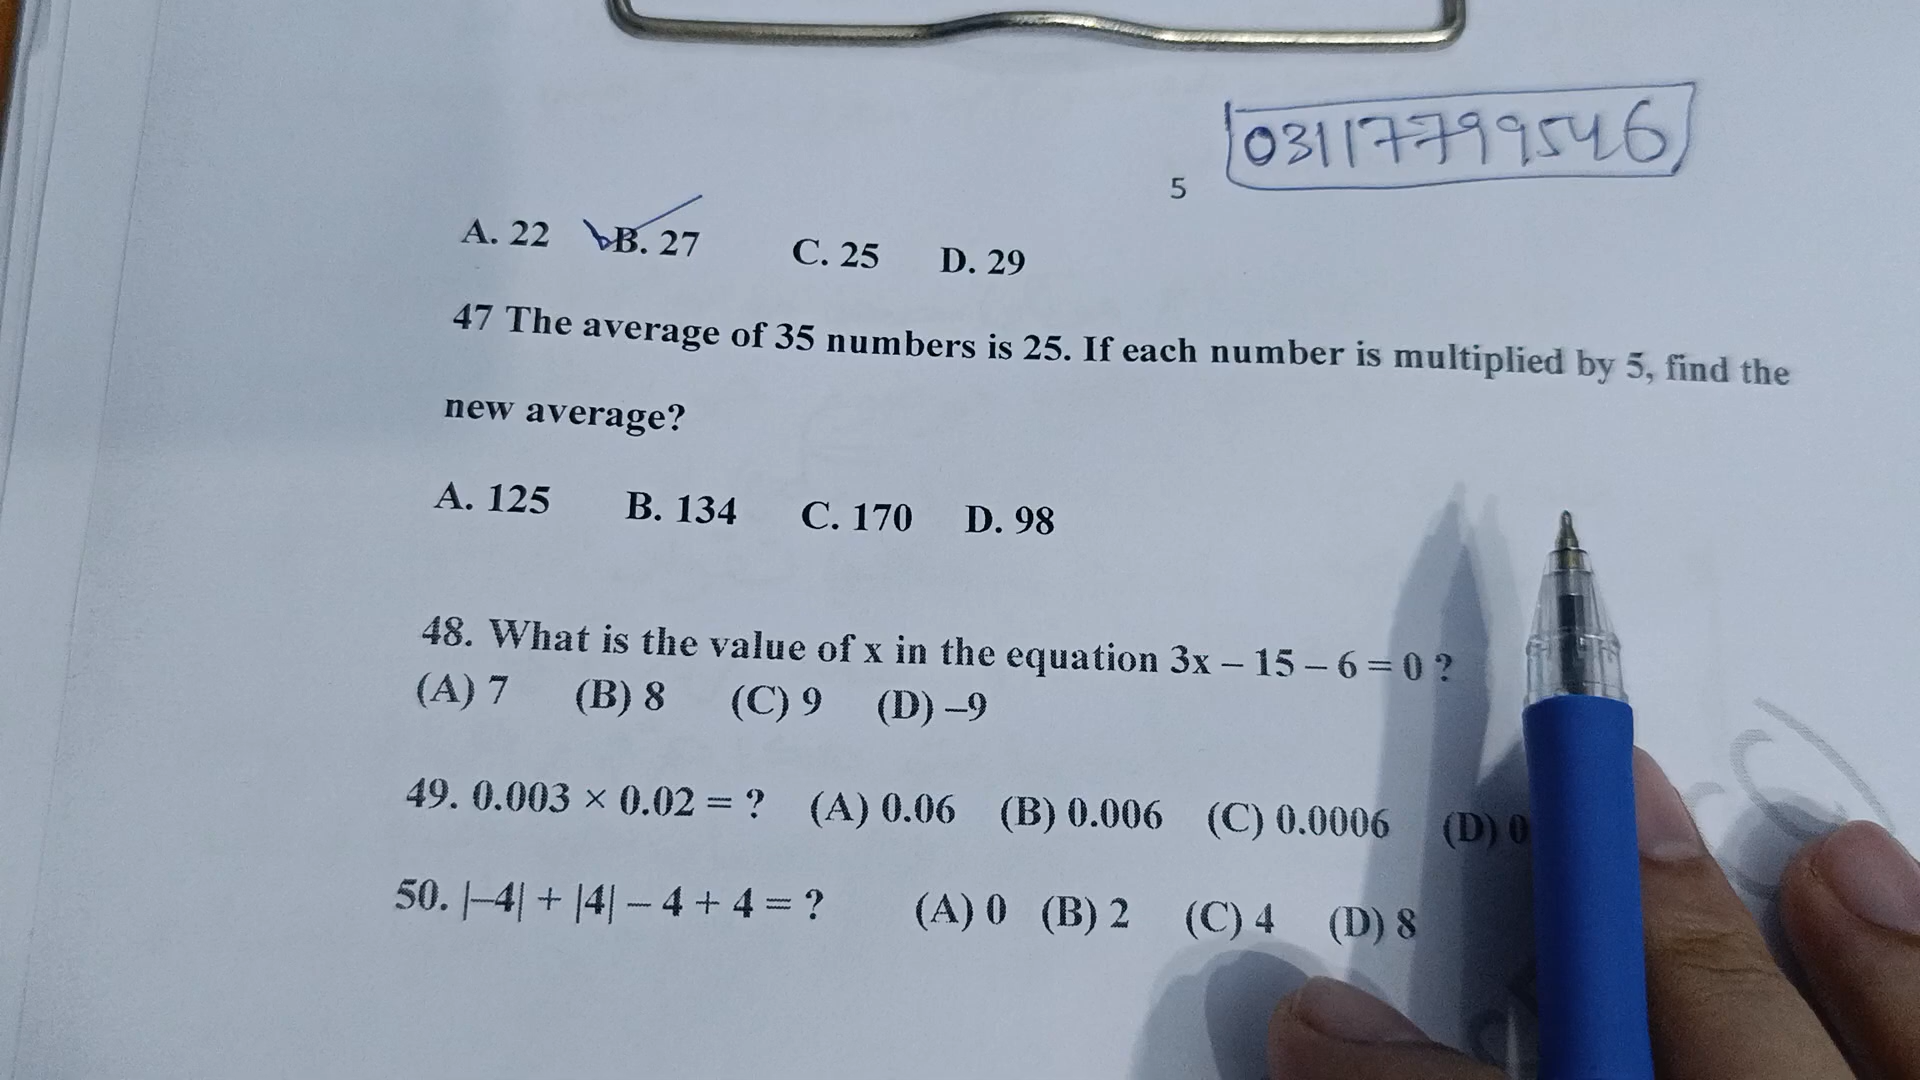 03117799546
5
A. 22 B. 27 C. 25 D. 29
47 The average of 35 numbers is 25. If each number is multiplied by 5, find the
new average?
A. 125 B. 134 C. 170 D. 98
48. What is the value of x in the equation 3x – 15 – 6 = 0 ?
(A) 7 (B) 8 (C) 9 (D) –9
49. 0.003 × 0.02 = ? (A) 0.06 (B) 0.006 (C) 0.0006 (D) 0
50. |–4| + |4| – 4 + 4 = ? (A) 0 (B) 2 (C) 4 (D) 8